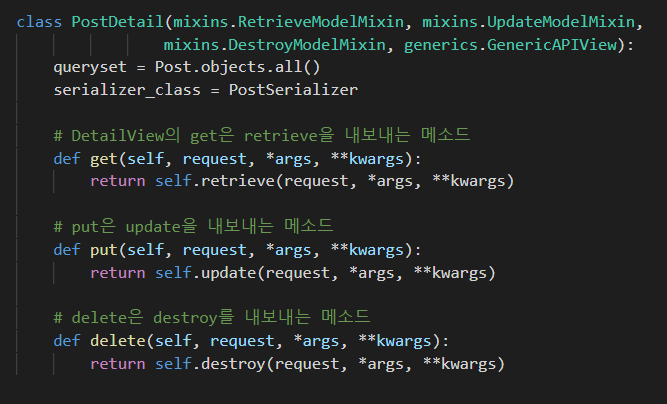 class PostDetail(mixins.RetrieveModelMixin, mixins.UpdateModelMixin,
mixins.DestroyModelMixin, generics.GenericAPIView):
queryset = Post.objects.all()
serializer_class = PostSerializer
# DetailView의 get은 retrieve을 내보내는 메소드
def get(self, request, *args, **kwargs):
return self.retrieve(request, *args, **kwargs)
# put은 update을 내보내는 메소드
def put(self, request, *args, **kwargs):
return self.update(request, *args, **kwargs)
# delete은 destroy를 내보내는 메소드
def delete(self, request, *args, **kwargs):
return self.destroy(request, *args, **kwargs)